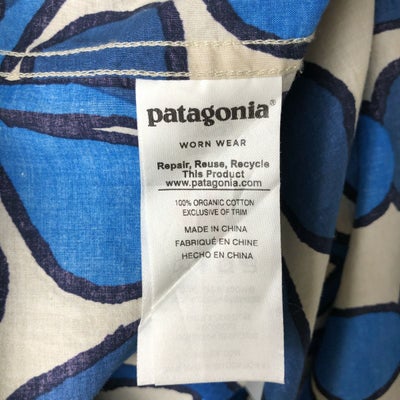 patagonia®
WORN WEAR
Repair, Reuse, Recycle
This Product
www.patagonia.com
100% ORGANIC COTTON
EXCLUSIVE OF TRIM
MADE IN CHINA
FABRIQUÉ EN CHINE
HECHO EN CHINA